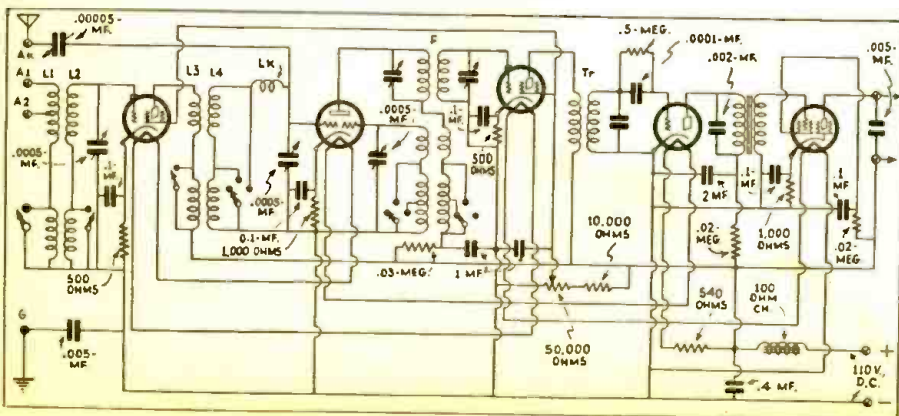 .00005-
MF.
AK
A1
L1
L2
A2
L3
L4
LK
F
.5-MEG.
.0001-MF.
.002-MF.
.005-
MF.
Tr
.0005-
MF.
.1-
MF.
500
OHMS
.0005-
MF.
0.1-MF.
1,000 OHMS
.0005-
MF.
.1-
MF.
500
OHMS
10,000
OHMS
.03-MEG.
1 MF.
50,000
OHMS
2 MF.
.1-
MF.
.02-
MEG.
1,000
OHMS
.1
MF.
.02-
MEG.
540
OHMS
100
OHM
CH.
G
.005-
MF.
.4 MF.
+
110 V.,
D.C.
-